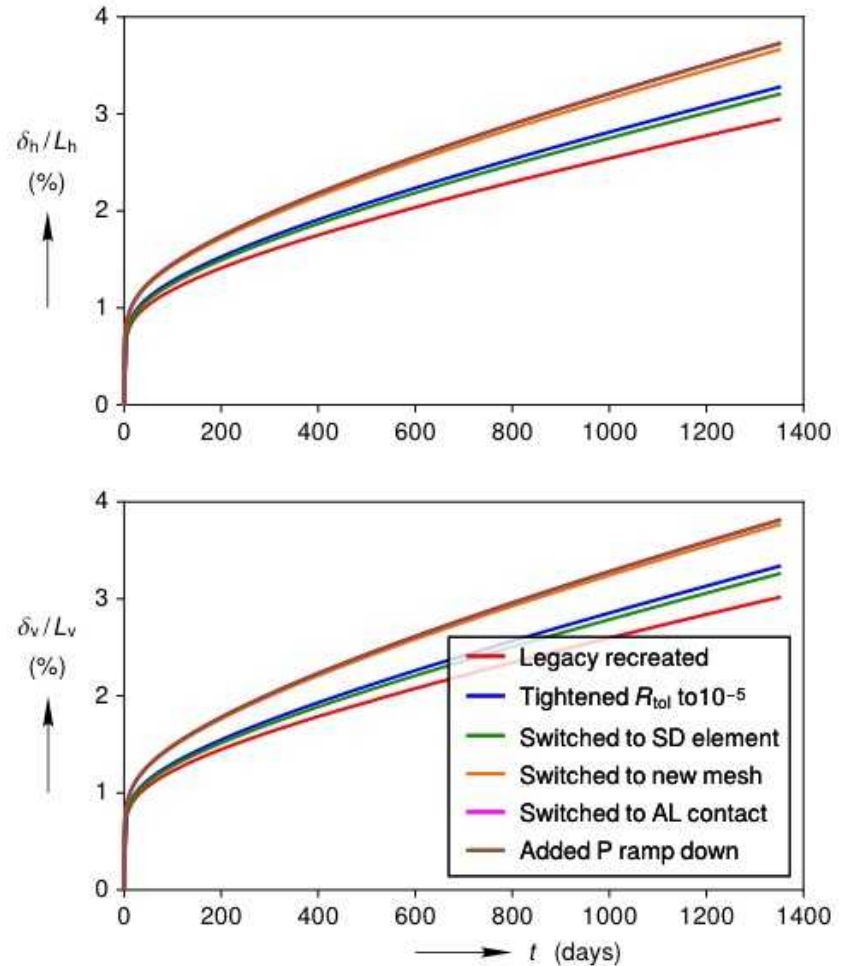 4
3
δh/Lh
(%)
2
1
0
0 200 400 600 800 1000 1200 1400
4
3
δv/Lv
(%)
2
1
0
Legacy recreated
Tightened Rtol to10−5
Switched to SD element
Switched to new mesh
Switched to AL contact
Added P ramp down
0 200 400 600 800 1000 1200 1400
t (days)